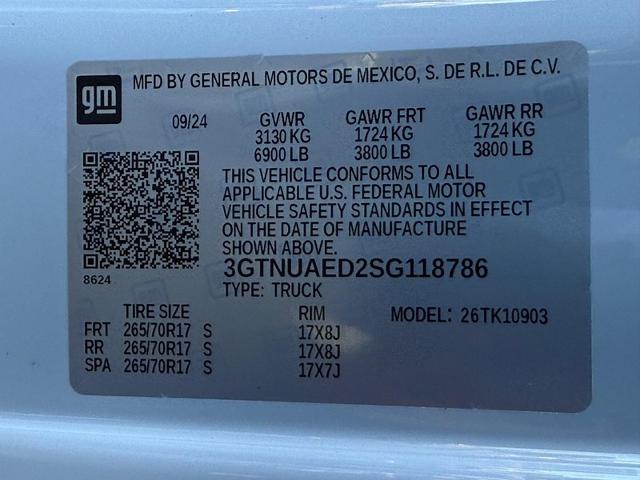 gm
MFD BY GENERAL MOTORS DE MEXICO, S. DE R.L. DE C.V.
09/24 GVWR GAWR FRT GAWR RR
3130 KG 1724 KG 1724 KG
6900 LB 3800 LB 3800 LB
THIS VEHICLE CONFORMS TO ALL
APPLICABLE U.S. FEDERAL MOTOR
VEHICLE SAFETY STANDARDS IN EFFECT
ON THE DATE OF MANUFACTURE
SHOWN ABOVE.
8624
3GTNUAED2SG118786
TYPE: TRUCK
TIRE SIZE RIM MODEL: 26TK10903
FRT 265/70R17 S 17X8J
RR 265/70R17 S 17X8J
SPA 265/70R17 S 17X7J